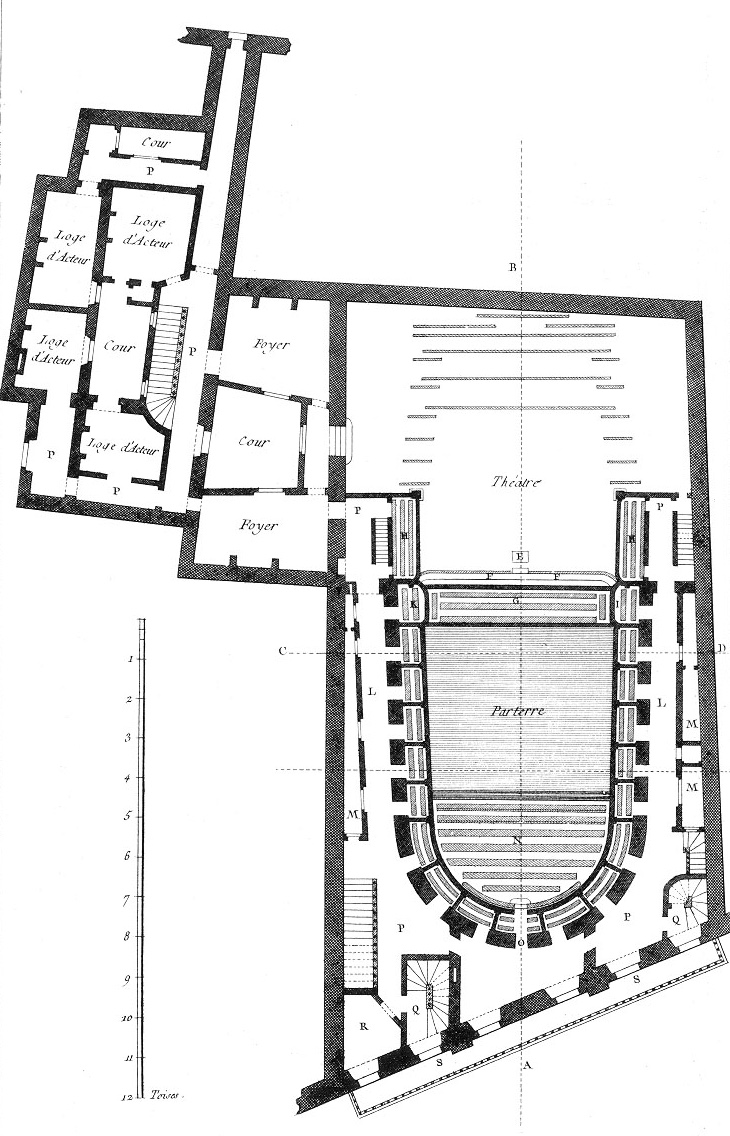 Cour
P
Loge
d'Acteur
Loge
d'Acteur
B
Loge
d'Acteur
Cour
P
Foyer
Cour
Loge d'Acteur
P
P
Théatre
Foyer
P
P
H
H
E
F
F
K
G
I
C
D
L
L
Parterre
M
M
M
N
P
P
Q
O
S
Q
R
S
A
1
2
3
4
5
6
7
8
9
10
11
12 Toises.